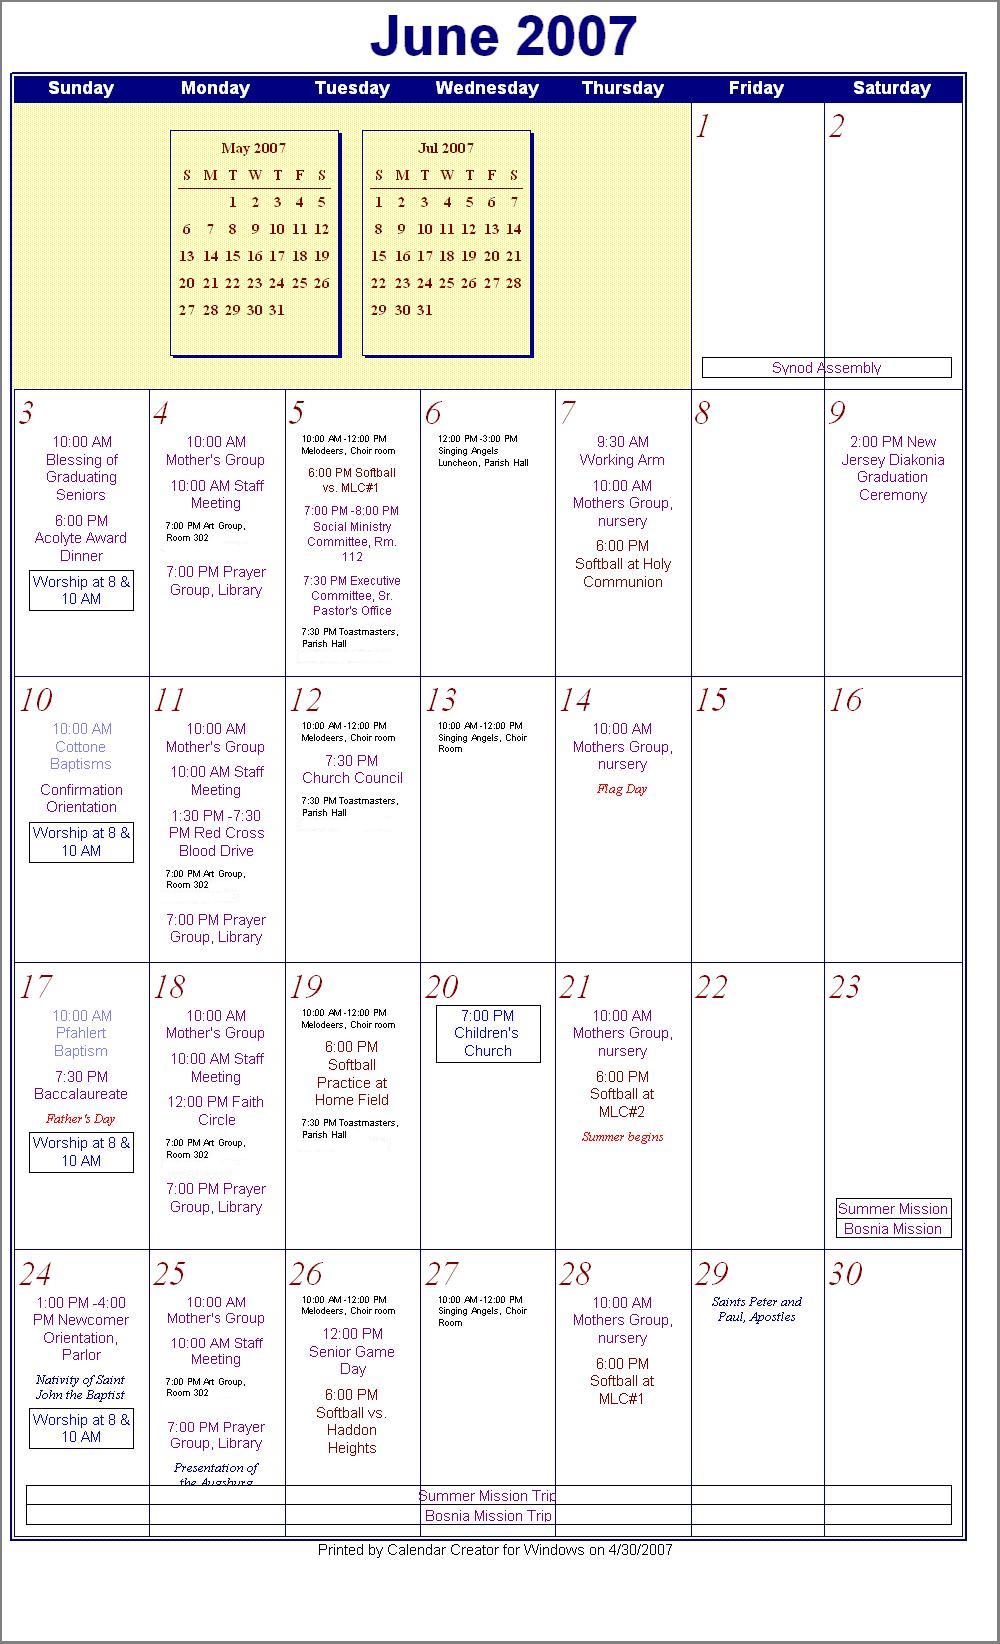 June 2007
Sunday Monday Tuesday Wednesday Thursday Friday Saturday
May 2007
S M T W T F S
1 2 3 4 5
6 7 8 9 10 11 12
13 14 15 16 17 18 19
20 21 22 23 24 25 26
27 28 29 30 31
Jul 2007
S M T W T F S
1 2 3 4 5 6 7
8 9 10 11 12 13 14
15 16 17 18 19 20 21
22 23 24 25 26 27 28
29 30 31
1
2
Synod Assembly
3
10:00 AM
Blessing of
Graduating
Seniors
6:00 PM
Acolyte Award
Dinner
Worship at 8 &
10 AM
4
10:00 AM
Mother's Group
10:00 AM Staff
Meeting
7:00 PM Art Group,
Room 302
7:00 PM Prayer
Group, Library
5
10:00 AM -12:00 PM
Melodeers, Choir room
6:00 PM Softball
vs. MLC#1
7:00 PM -8:00 PM
Social Ministry
Committee, Rm.
112
7:30 PM Executive
Committee, Sr.
Pastor's Office
7:30 PM Toastmasters,
Parish Hall
6
12:00 PM -3:00 PM
Singing Angels
Luncheon, Parish Hall
7
9:30 AM
Working Arm
10:00 AM
Mothers Group,
nursery
6:00 PM
Softball at Holy
Communion
8
9
2:00 PM New
Jersey Diakonia
Graduation
Ceremony
10
10:00 AM
Cottone
Baptisms
Confirmation
Orientation
Worship at 8 &
10 AM
11
10:00 AM
Mother's Group
10:00 AM Staff
Meeting
1:30 PM -7:30
PM Red Cross
Blood Drive
7:00 PM Art Group,
Room 302
7:00 PM Prayer
Group, Library
12
10:00 AM -12:00 PM
Melodeers, Choir room
7:30 PM
Church Council
7:30 PM Toastmasters,
Parish Hall
13
10:00 AM -12:00 PM
Singing Angels, Choir
Room
14
10:00 AM
Mothers Group,
nursery
Flag Day
15
16
17
10:00 AM
Pfahlert
Baptism
7:30 PM
Baccalaureate
Father's Day
Worship at 8 &
10 AM
18
10:00 AM
Mother's Group
10:00 AM Staff
Meeting
12:00 PM Faith
Circle
7:00 PM Art Group,
Room 302
7:00 PM Prayer
Group, Library
19
10:00 AM -12:00 PM
Melodeers, Choir room
6:00 PM
Softball
Practice at
Home Field
7:30 PM Toastmasters,
Parish Hall
20
7:00 PM
Children's
Church
21
10:00 AM
Mothers Group,
nursery
6:00 PM
Softball at
MLC#2
Summer begins
22
23
Summer Mission
Bosnia Mission
24
1:00 PM -4:00
PM Newcomer
Orientation,
Parlor
Nativity of Saint
John the Baptist
Worship at 8 &
10 AM
25
10:00 AM
Mother's Group
10:00 AM Staff
Meeting
7:00 PM Art Group,
Room 302
7:00 PM Prayer
Group, Library
Presentation of
the Augsburg
26
10:00 AM -12:00 PM
Melodeers, Choir room
12:00 PM
Senior Game
Day
6:00 PM
Softball vs.
Haddon
Heights
27
10:00 AM -12:00 PM
Singing Angels, Choir
Room
28
10:00 AM
Mothers Group,
nursery
6:00 PM
Softball at
MLC#1
29
Saints Peter and
Paul, Apostles
30
Summer Mission Trip
Bosnia Mission Trip
Printed by Calendar Creator for Windows on 4/30/2007